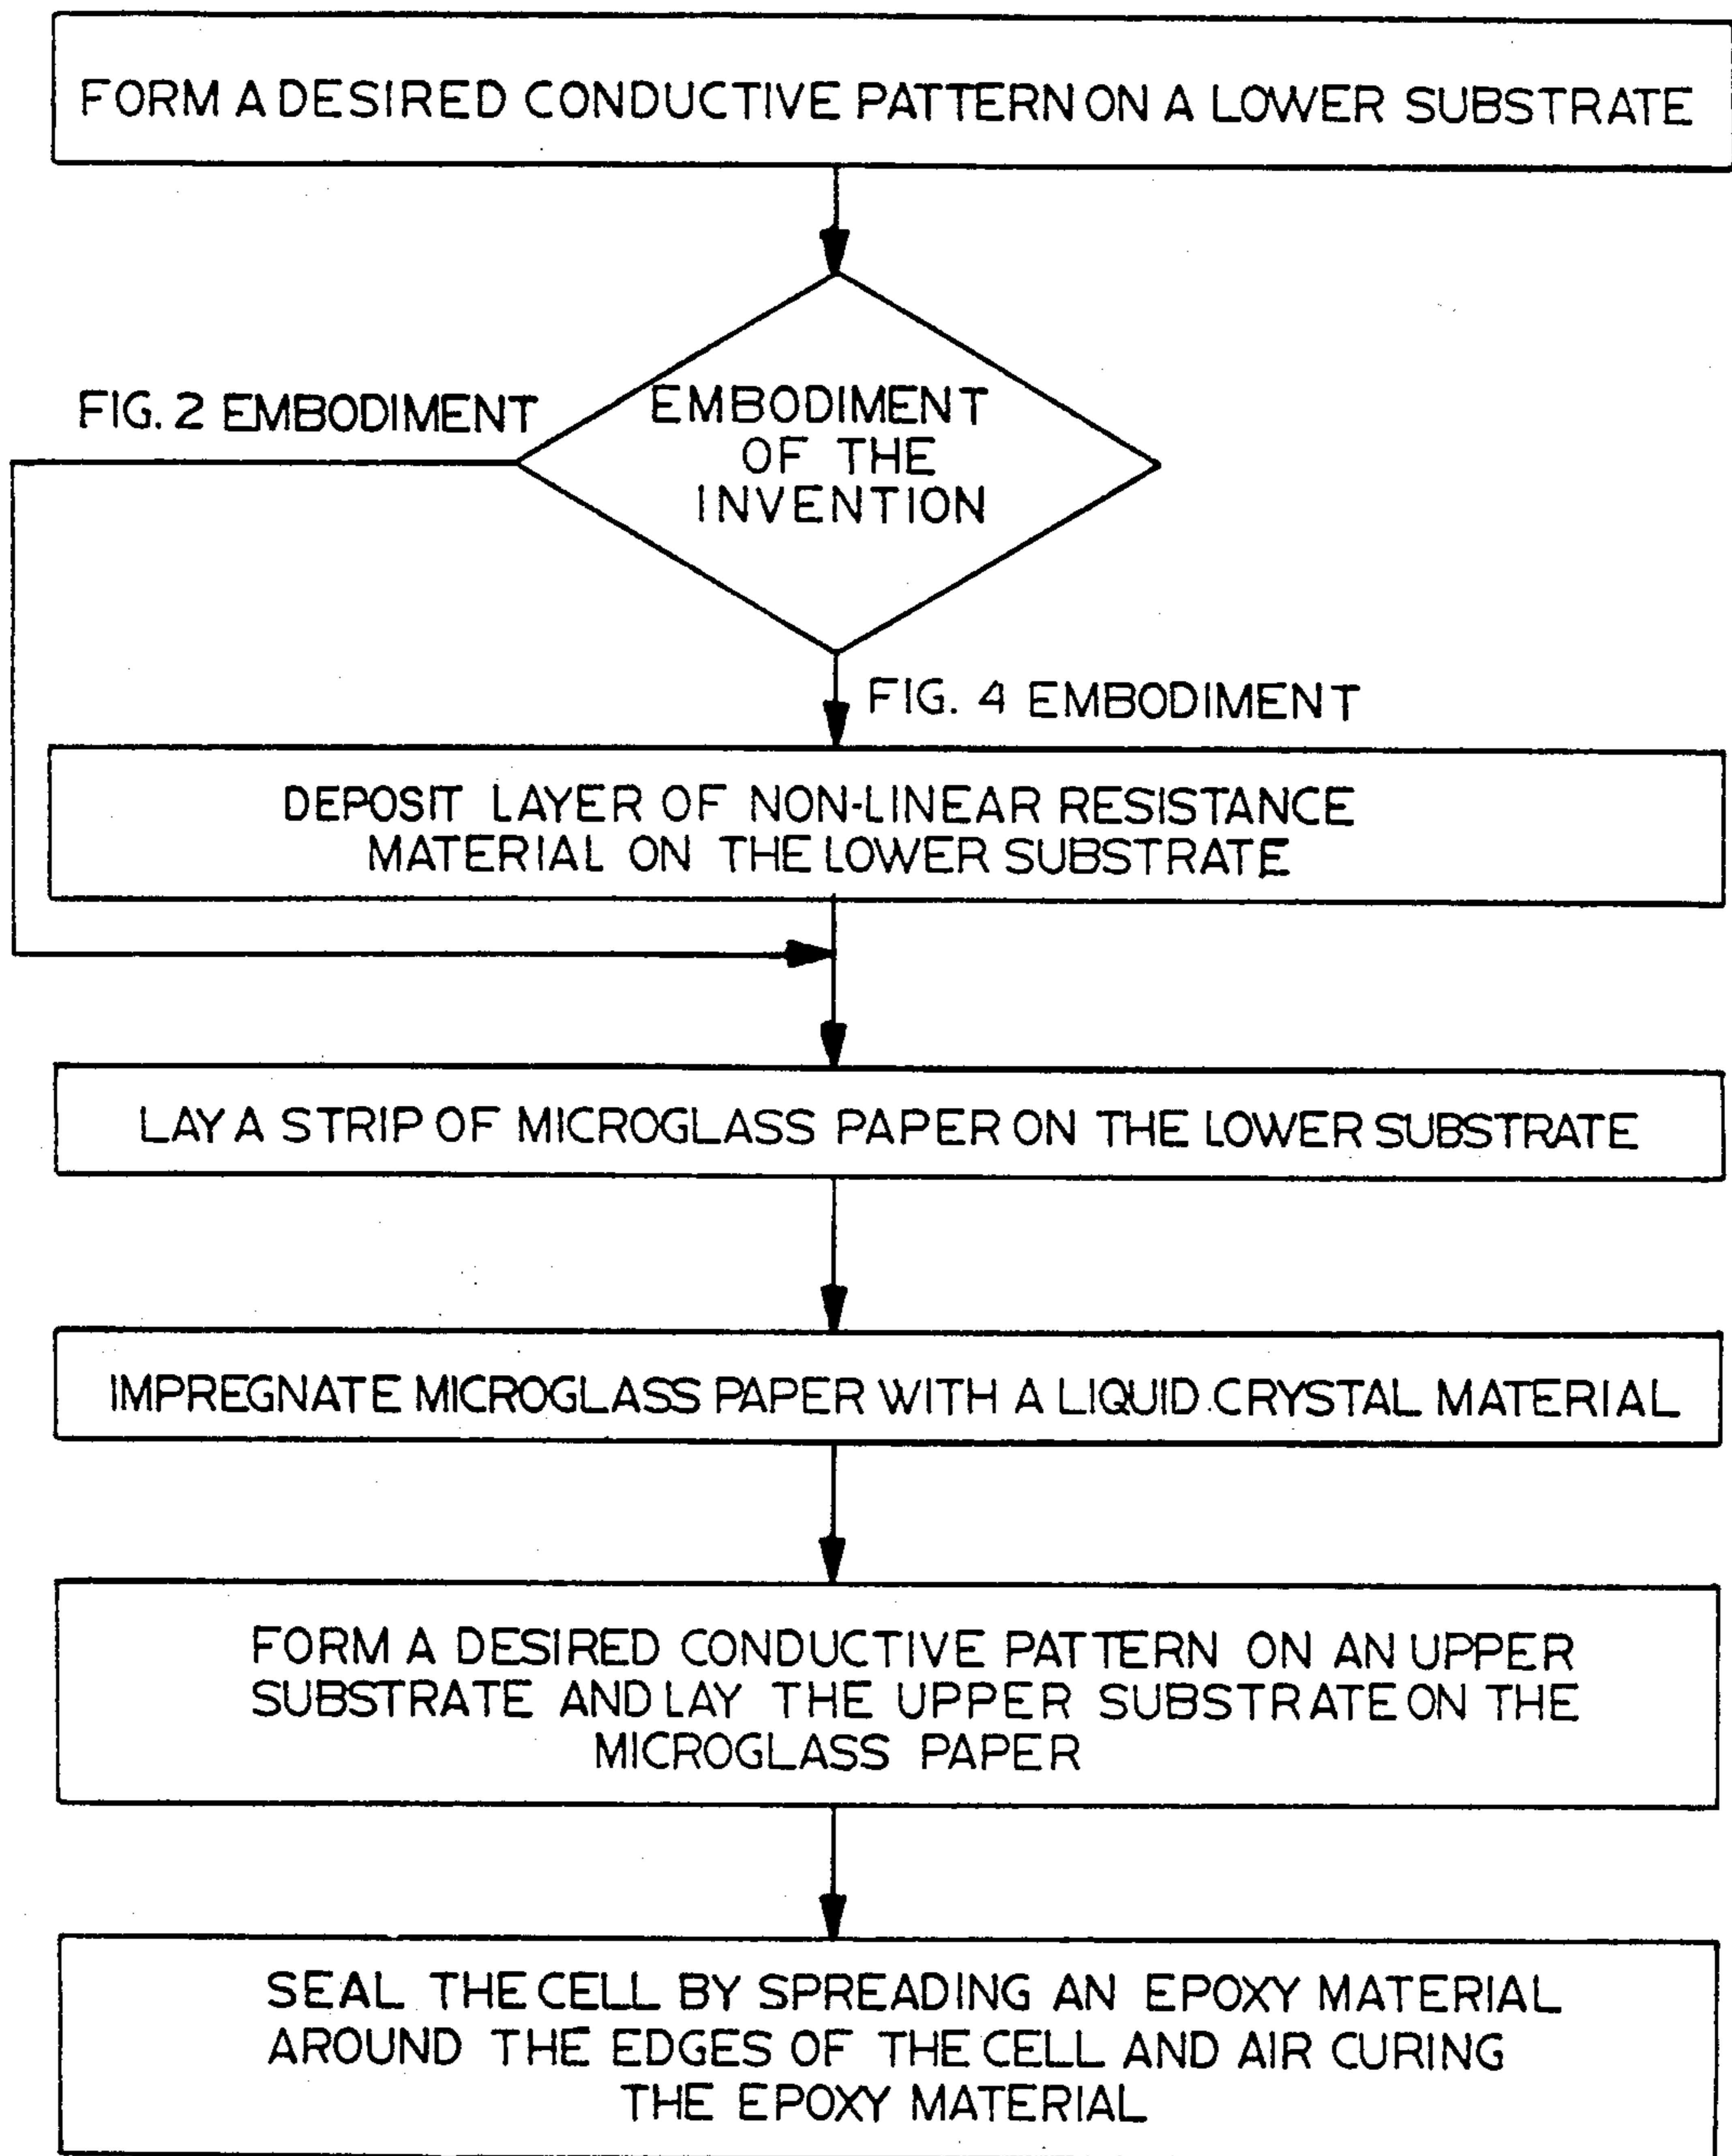 FORM A DESIRED CONDUCTIVE PATTERN ON A LOWER SUBSTRATE
FIG. 2 EMBODIMENT
EMBODIMENT
OF THE
INVENTION
FIG. 4 EMBODIMENT
DEPOSIT LAYER OF NON-LINEAR RESISTANCE
MATERIAL ON THE LOWER SUBSTRATE
LAY A STRIP OF MICROGLASS PAPER ON THE LOWER SUBSTRATE
IMPREGNATE MICROGLASS PAPER WITH A LIQUID CRYSTAL MATERIAL
FORM A DESIRED CONDUCTIVE PATTERN ON AN UPPER
SUBSTRATE AND LAY THE UPPER SUBSTRATE ON THE
MICROGLASS PAPER
SEAL THE CELL BY SPREADING AN EPOXY MATERIAL
AROUND THE EDGES OF THE CELL AND AIR CURING
THE EPOXY MATERIAL